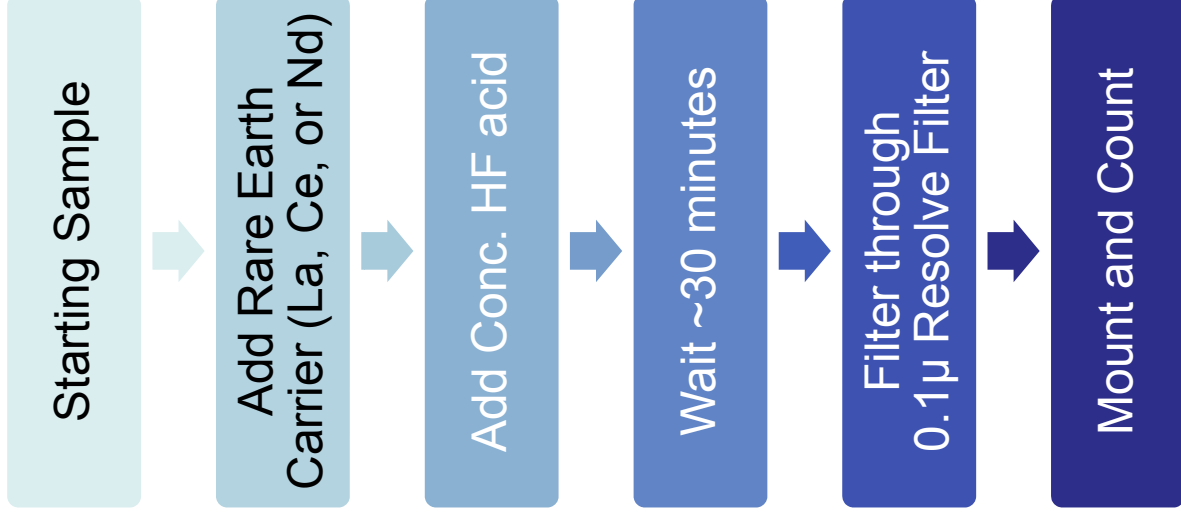 Starting Sample
Add Rare Earth
Carrier (La, Ce, or Nd)
Add Conc. HF acid
Wait ~30 minutes
Filter through
0.1µ Resolve Filter
Mount and Count